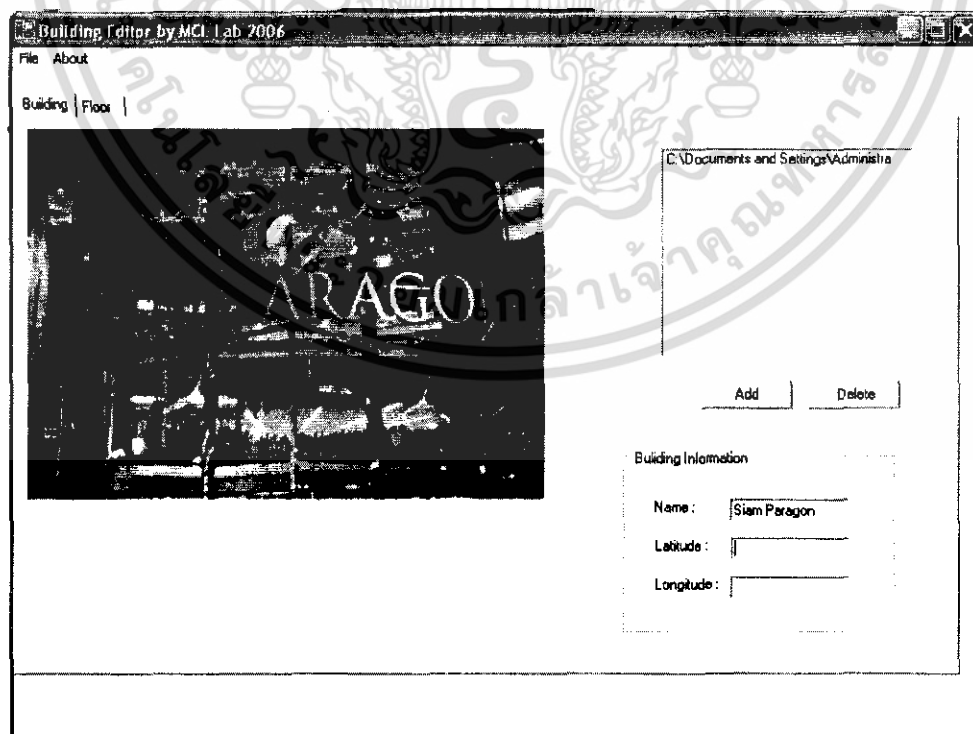 Building Editor by MCL Lab 2006
File About
Building Floor
C:\Documents and Settings\Administra
ARAGO
Add Delete
Building Information
Name : Siam Paragon
Latitude :
Longitude :